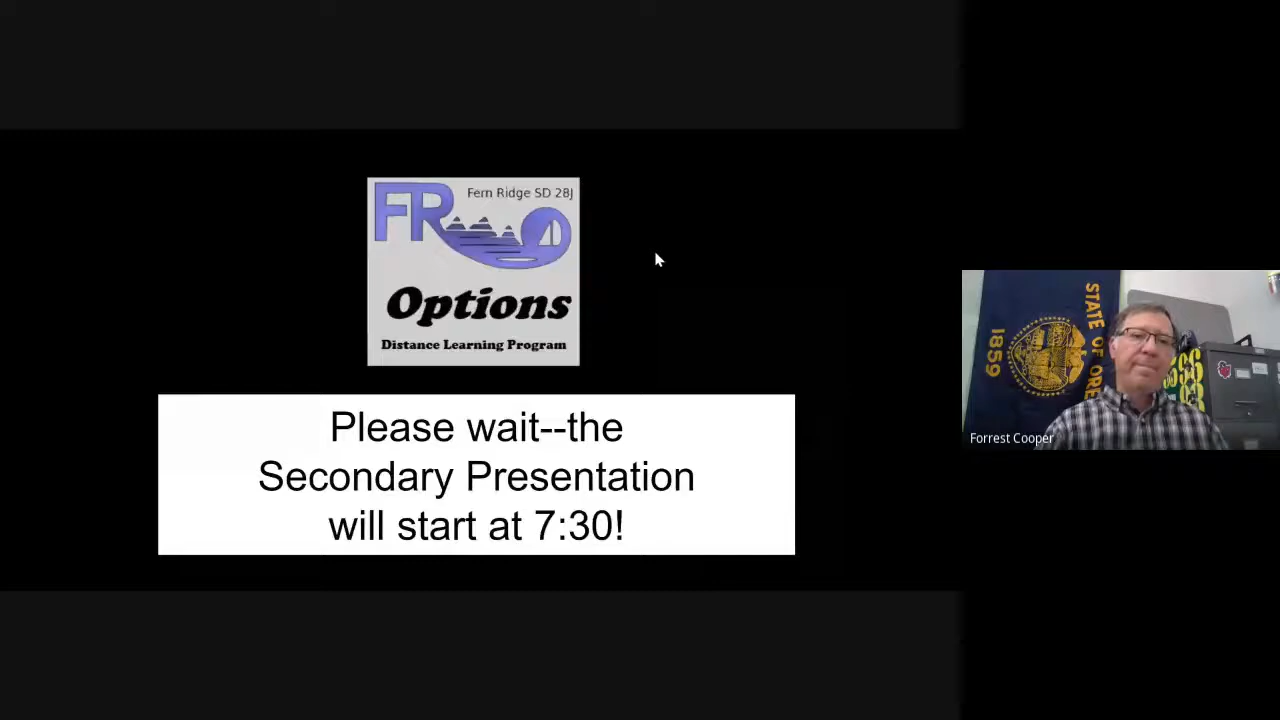 FR
Fern Ridge SD 28J
Options
Distance Learning Program
Please wait--the
Secondary Presentation
will start at 7:30!
STATE OF ORE
1859
Forrest Cooper